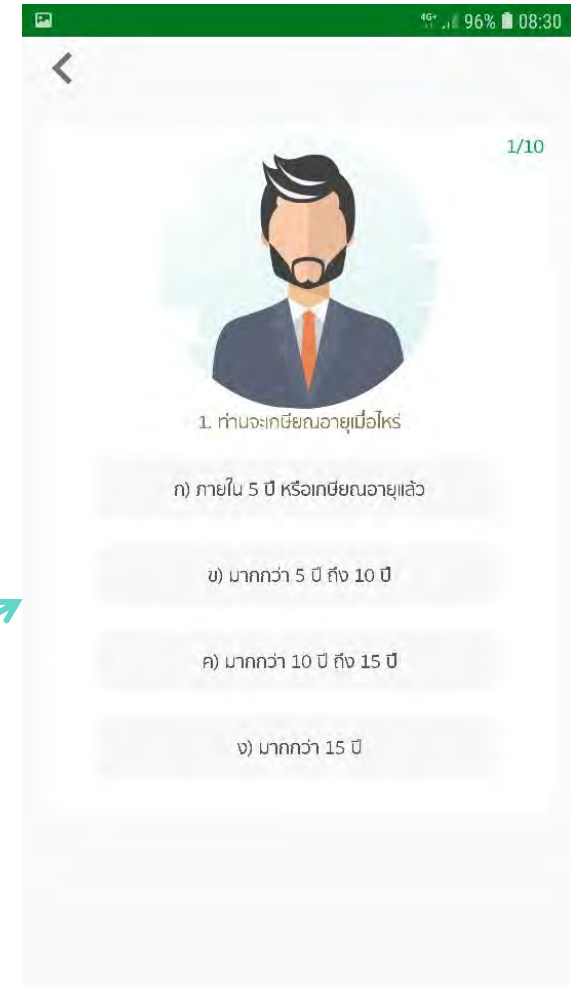 4G+ 96% 08:30
1/10
1. ท่านจะเกษียณอายุเมื่อไหร่
ก) ภายใน 5 ปี หรือเกษียณอายุแล้ว
ข) มากกว่า 5 ปี ถึง 10 ปี
ค) มากกว่า 10 ปี ถึง 15 ปี
ง) มากกว่า 15 ปี